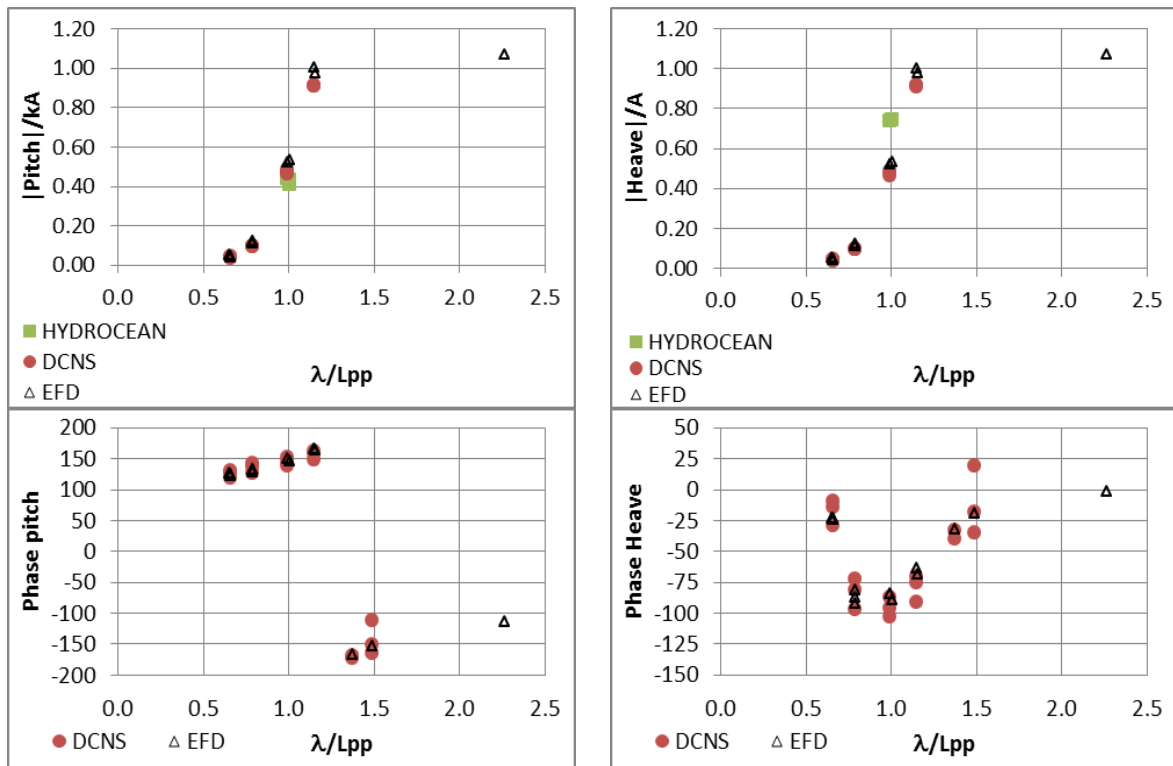 1.20
1.00
0.80
0.60
0.40
0.20
0.00
|Pitch|/kA
0.0 0.5 1.0 1.5 2.0 2.5
HYDROCEAN
DCNS
EFD
λ/Lpp
1.20
1.00
0.80
0.60
0.40
0.20
0.00
|Heave|/A
0.0 0.5 1.0 1.5 2.0 2.5
HYDROCEAN
DCNS
EFD
λ/Lpp
200
150
100
50
0
-50
-100
-150
-200
Phase pitch
0.0 0.5 1.0 1.5 2.0 2.5
DCNS EFD
λ/Lpp
50
25
0
-25
-50
-75
-100
-125
-150
Phase Heave
0.0 0.5 1.0 1.5 2.0 2.5
DCNS EFD
λ/Lpp